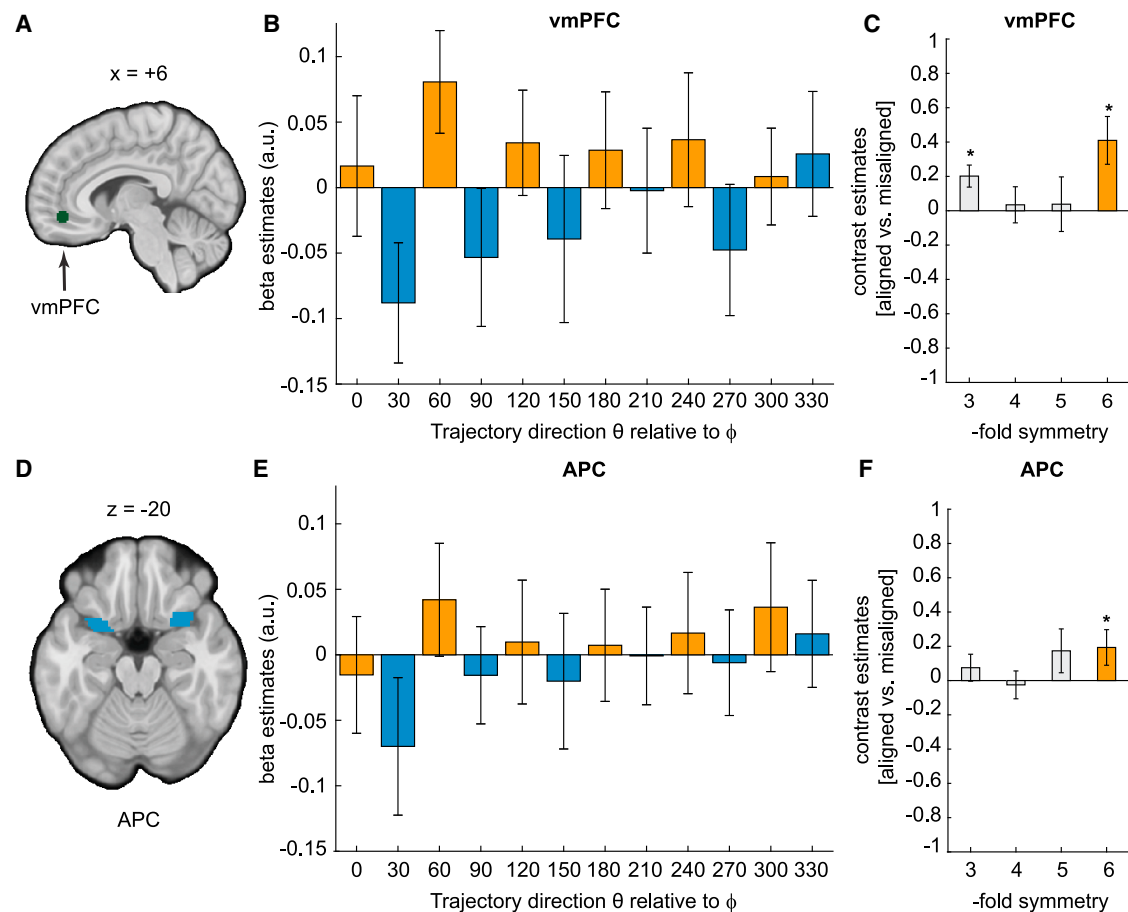 A
x = +6
vmPFC
B
vmPFC
beta estimates (a.u.)
0.1
0.05
0
-0.05
-0.1
-0.15
0 30 60 90 120 150 180 210 240 270 300 330
Trajectory direction θ relative to ϕ
C
vmPFC
contrast estimates
[aligned vs. misaligned]
1
0.8
0.6
0.4
0.2
0
-0.2
-0.4
-0.6
-0.8
-1
*
*
3 4 5 6
-fold symmetry
D
z = -20
APC
E
APC
beta estimates (a.u.)
0.1
0.05
0
-0.05
-0.1
-0.15
0 30 60 90 120 150 180 210 240 270 300 330
Trajectory direction θ relative to ϕ
F
APC
contrast estimates
[aligned vs. misaligned]
1
0.8
0.6
0.4
0.2
0
-0.2
-0.4
-0.6
-0.8
-1
*
3 4 5 6
-fold symmetry